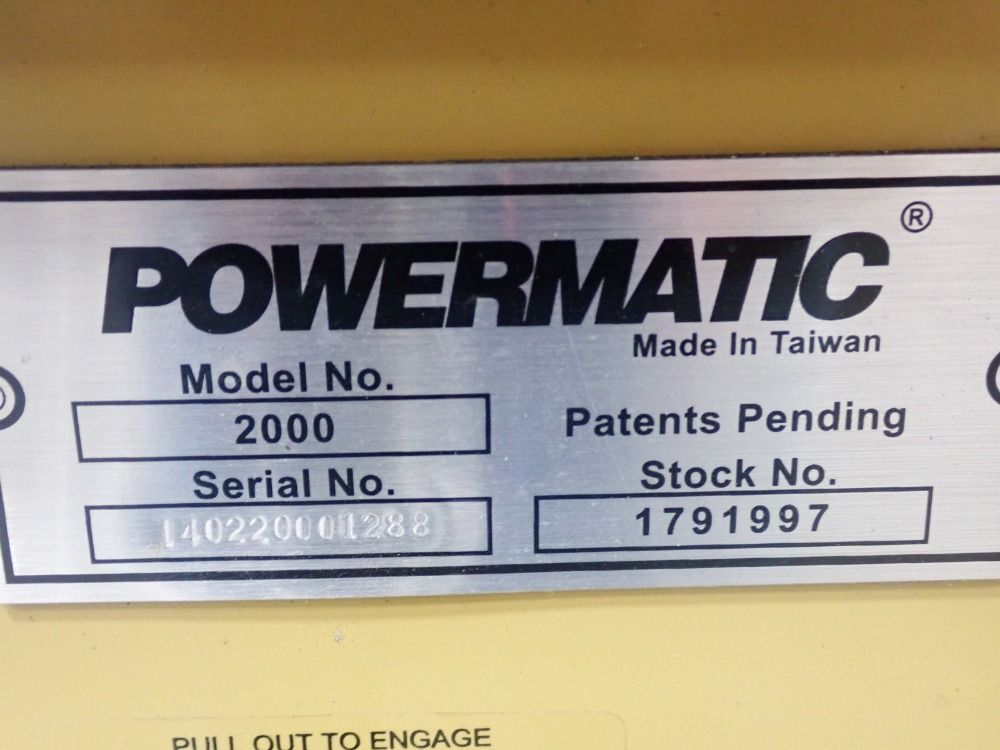 POWERMATIC®
Made In Taiwan
Model No.
2000
Patents Pending
Serial No.
140220001288
Stock No.
1791997
PULL OUT TO ENGAGE